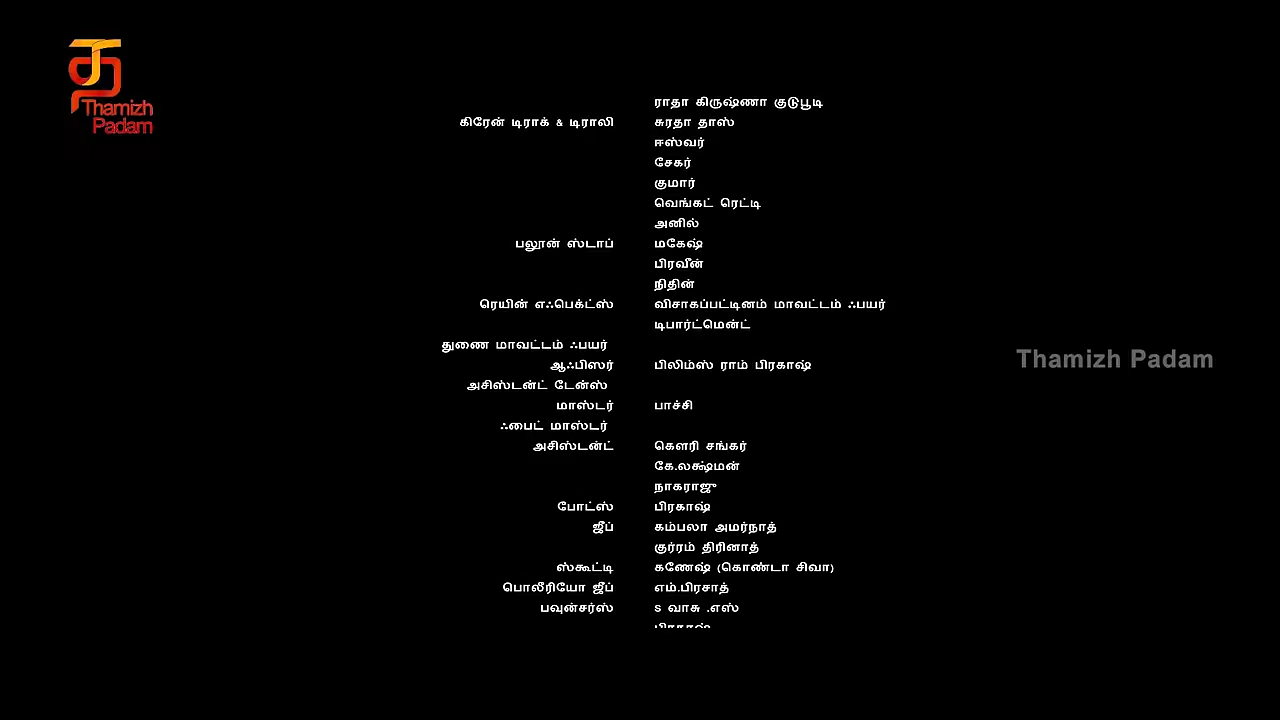 த
Thamizh
Padam
ராதா கிருஷ்ணா குடுபூடி
கிரேன் டிராக் & டிராலி சுரதா தாஸ்
ஈஸ்வர்
சேகர்
குமார்
வெங்கட் ரெட்டி
அனில்
பலூன் ஸ்டாப் மகேஷ்
பிரவீன்
நிதின்
ரெயின் எஃபெக்ட்ஸ் விசாகப்பட்டினம் மாவட்டம் ஃபயர்
டிபார்ட்மென்ட்
துணை மாவட்டம் ஃபயர்
ஆஃபிஸர் பிலிம்ஸ் ராம் பிரகாஷ்
அசிஸ்டன்ட் டேன்ஸ்
மாஸ்டர் பாச்சி
ஃபைட் மாஸ்டர்
அசிஸ்டன்ட் கௌரி சங்கர்
கே.லக்ஷ்மன்
நாகராஜு
போட்ஸ் பிரகாஷ்
ஜீப் கம்பலா அமர்நாத்
குர்ரம் திரினாத்
ஸ்கூட்டி கணேஷ் (கொண்டா சிவா)
பொலீரியோ ஜீப் எம்.பிரசாத்
பவுன்சர்ஸ் s வாசு .எஸ்
Thamizh Padam